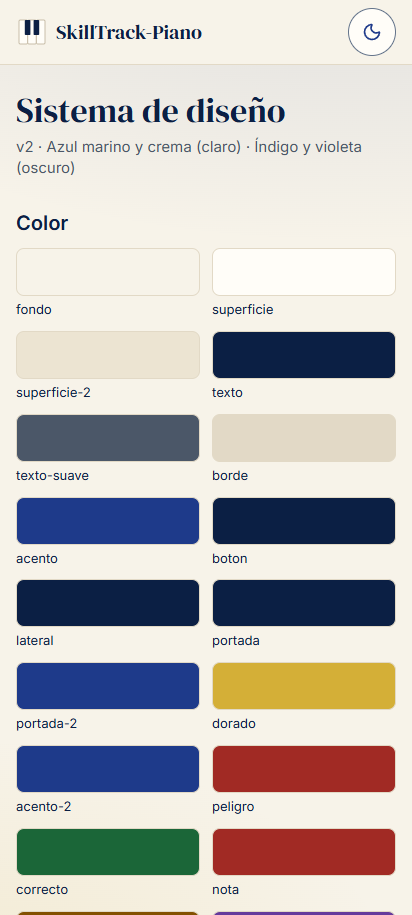 SkillTrack-Piano
Sistema de diseño
v2 · Azul marino y crema (claro) · Índigo y violeta
(oscuro)
Color
fondo
superficie
superficie-2
texto
texto-suave
borde
acento
boton
lateral
portada
portada-2
dorado
acento-2
peligro
correcto
nota